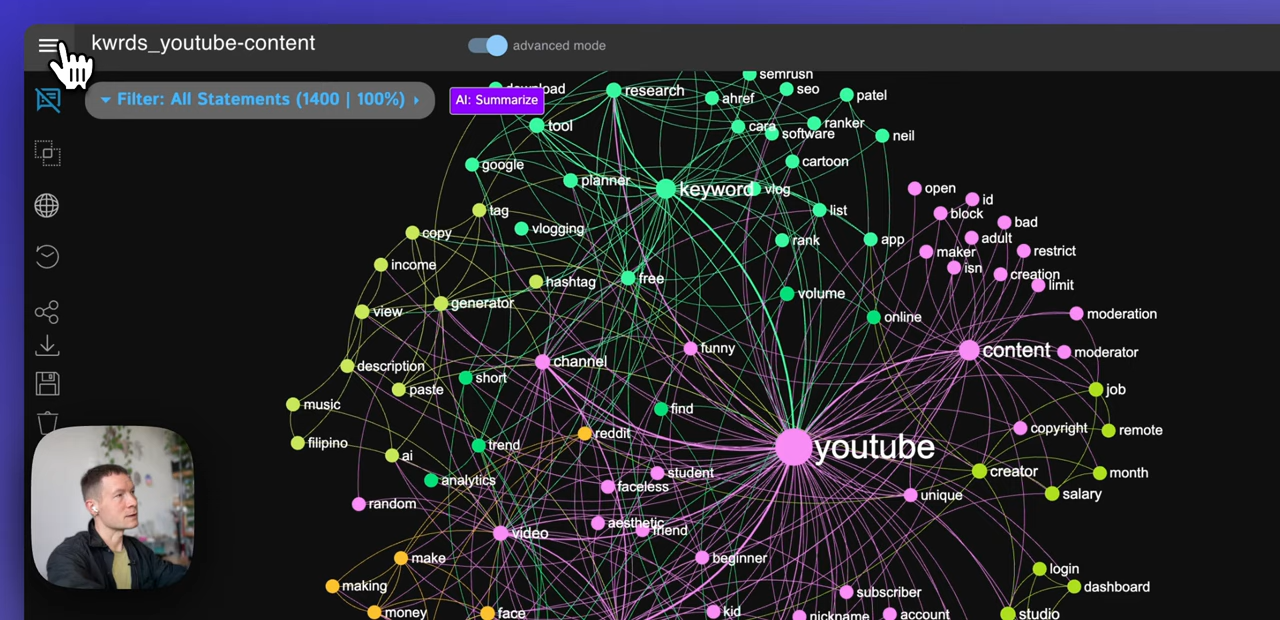 kwrds_youtube-content
advanced mode
Filter: All Statements (1400 | 100%)
AI: Summarize
download
research
semrush
seo
ahref
patel
tool
cara
software
ranker
neil
google
planner
keyword
vlog
cartoon
tag
vlogging
list
open
id
block
bad
copy
rank
app
maker
adult
restrict
income
hashtag
free
isn
creation
limit
view
generator
volume
online
moderation
description
channel
funny
content
moderator
paste
short
job
music
find
filipino
trend
reddit
youtube
copyright
remote
ai
analytics
student
faceless
creator
month
random
unique
salary
video
aesthetic
friend
make
beginner
login
making
subscriber
dashboard
money
face
kid
nickname
account
studio